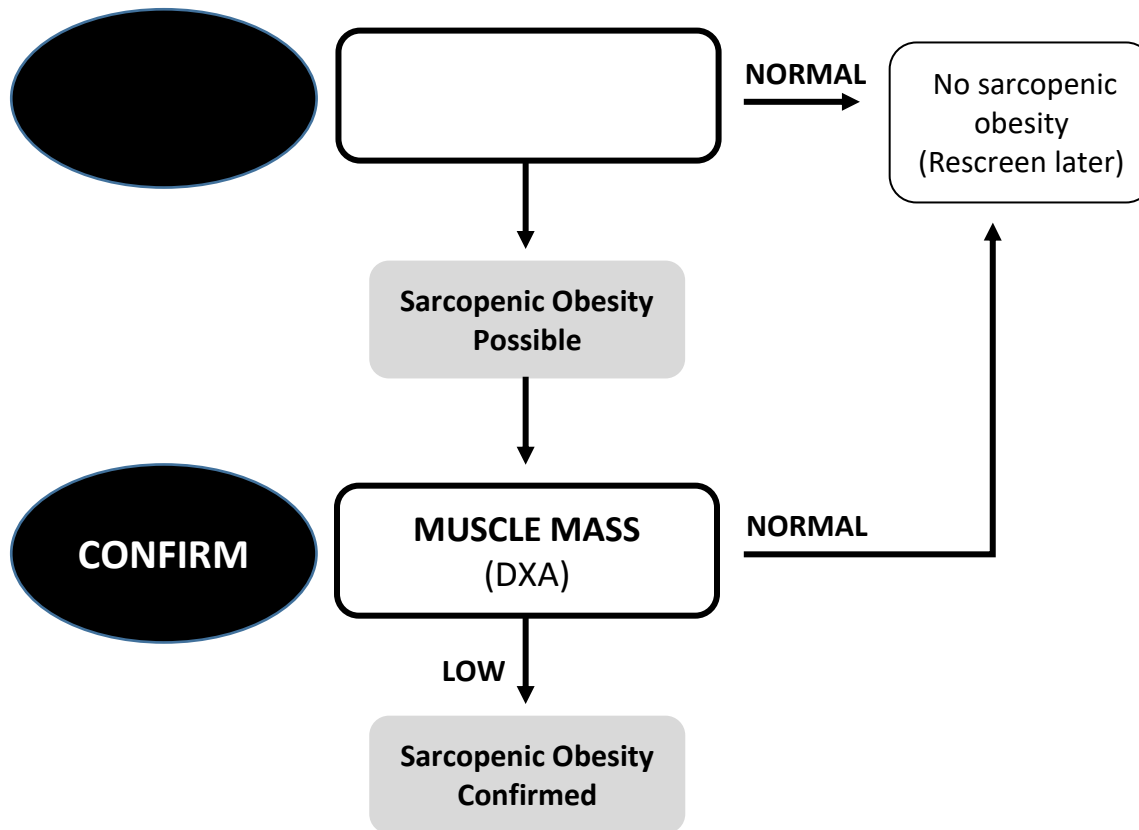 NORMAL
No sarcopenic
obesity
(Rescreen later)
Sarcopenic Obesity
Possible
CONFIRM
MUSCLE MASS
(DXA)
NORMAL
LOW
Sarcopenic Obesity
Confirmed